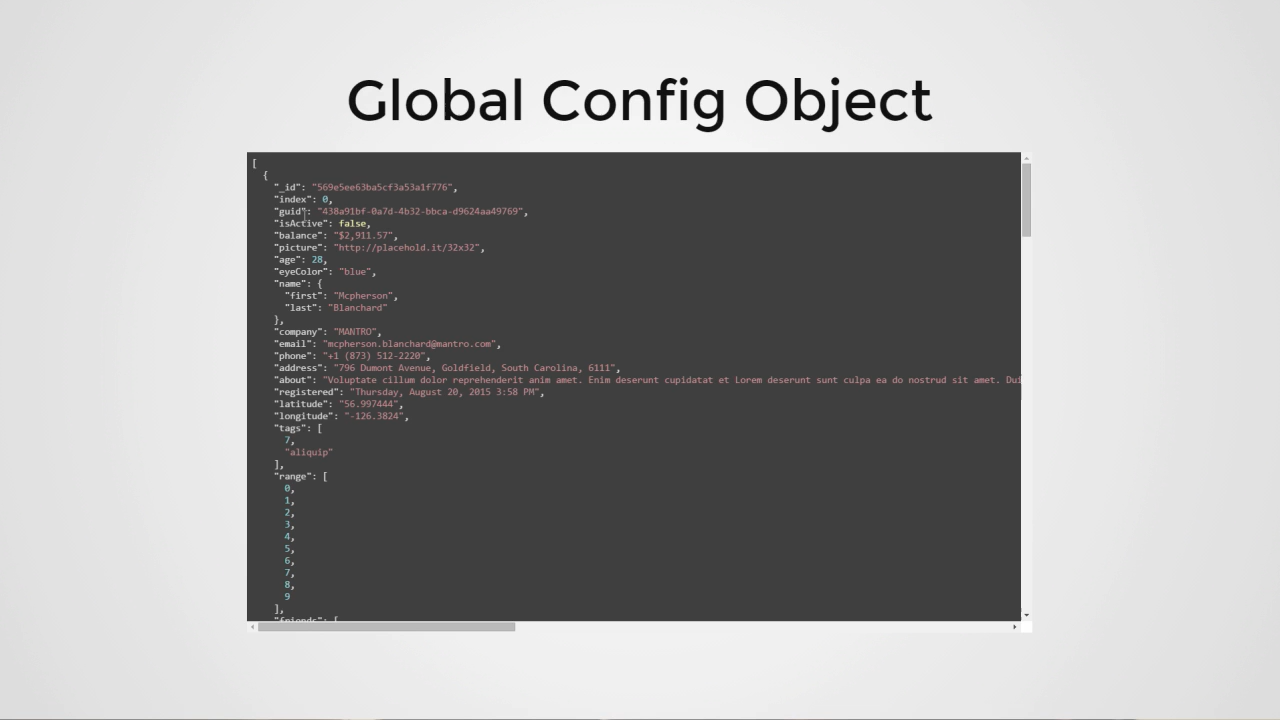 Global Config Object
[
{
"_id": "569e5ee63ba5cf3a53a1f776",
"index": 0,
"guid": "438a91bf-0a7d-4b32-bbca-d9624aa49769",
"isActive": false,
"balance": "$2,911.57",
"picture": "http://placehold.it/32x32",
"age": 28,
"eyeColor": "blue",
"name": {
"first": "Mcpherson",
"last": "Blanchard"
},
"company": "MANTRO",
"email": "mcpherson.blanchard@mantro.com",
"phone": "+1 (873) 512-2220",
"address": "796 Dumont Avenue, Goldfield, South Carolina, 6111",
"about": "Voluptate cillum dolor reprehenderit anim amet. Enim deserunt cupidatat et Lorem deserunt sunt culpa ea do nostrud sit amet. Dui
"registered": "Thursday, August 20, 2015 3:58 PM",
"latitude": "56.997444",
"longitude": "-126.3824",
"tags": [
7,
"aliquip"
],
"range": [
0,
1,
2,
3,
4,
5,
6,
7,
8,
9
],
"friends": [